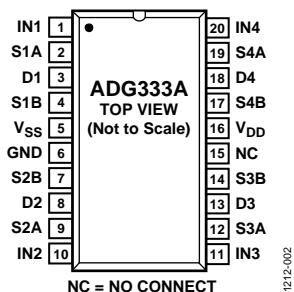 IN1 1 20 IN4
S1A 2 19 S4A
D1 3 ADG333A 18 D4
S1B 4 TOP VIEW 17 S4B
VSS 5 (Not to Scale) 16 VDD
GND 6 15 NC
S2B 7 14 S3B
D2 8 13 D3
S2A 9 12 S3A
IN2 10 11 IN3
NC = NO CONNECT
1212-002